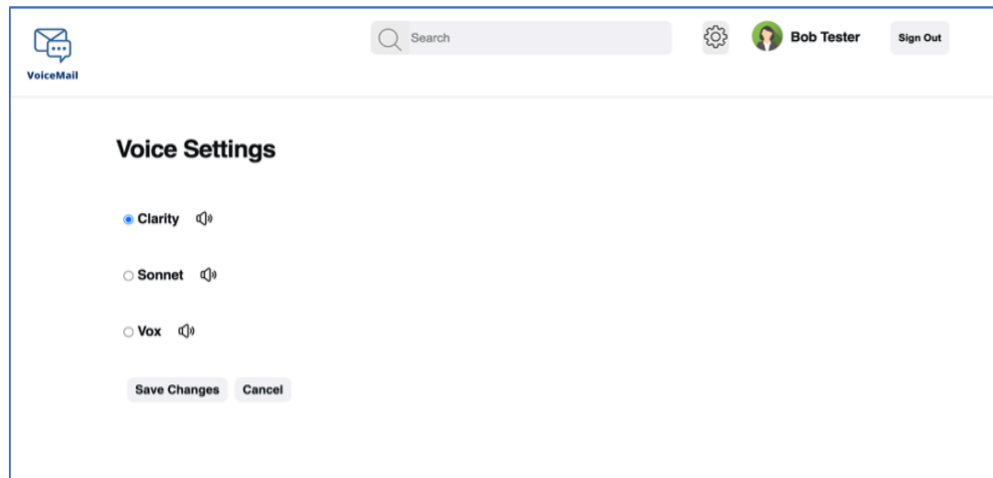 VoiceMail
Search
Bob Tester
Sign Out
Voice Settings
Clarity
Sonnet
Vox
Save Changes Cancel